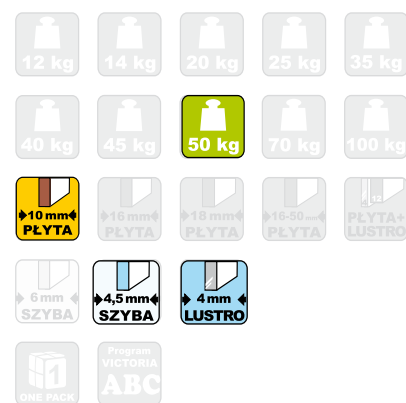 12 kg 14 kg 20 kg 25 kg 35 kg
40 kg 45 kg 50 kg 70 kg 100 kg
10 mm 16 mm 18 mm 16-50 mm 12
PŁYTA PŁYTA PŁYTA PŁYTA PŁYTA+
LUSTRO
6 mm 4,5 mm 4 mm
SZYBA SZYBA LUSTRO
1 Program
VICTORIA
ONE PACK ABC